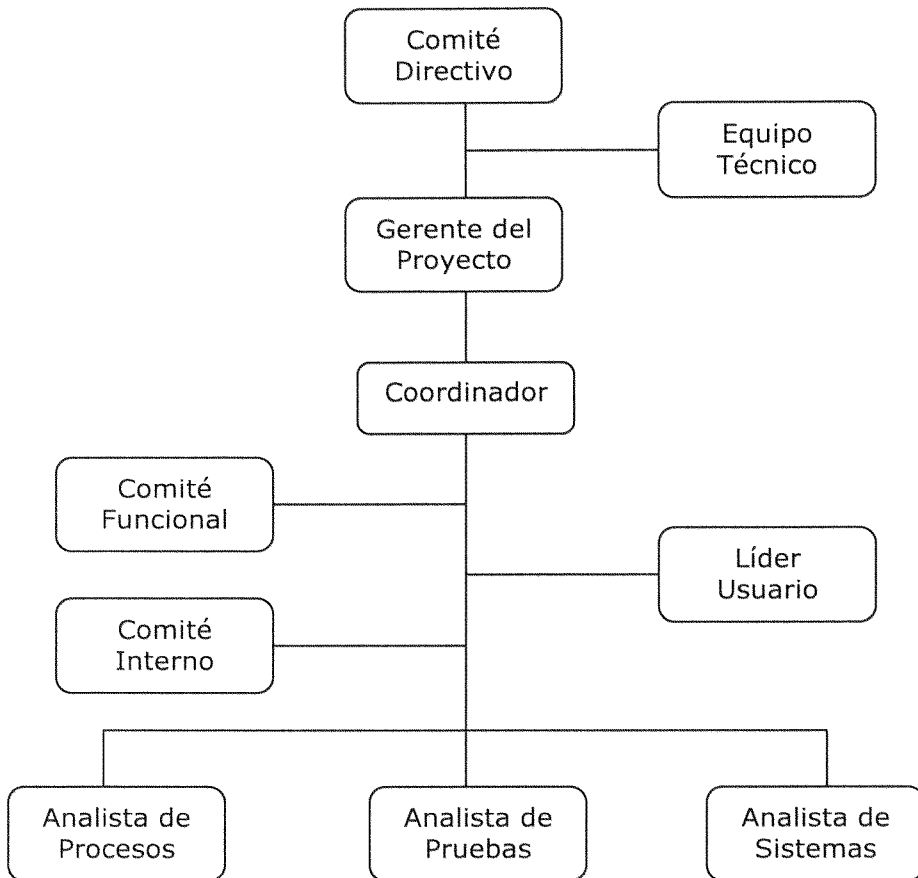 Comité
Directivo
Equipo
Técnico
Gerente del
Proyecto
Coordinador
Comité
Funcional
Líder
Usuario
Comité
Interno
Analista de
Procesos
Analista de
Pruebas
Analista de
Sistemas